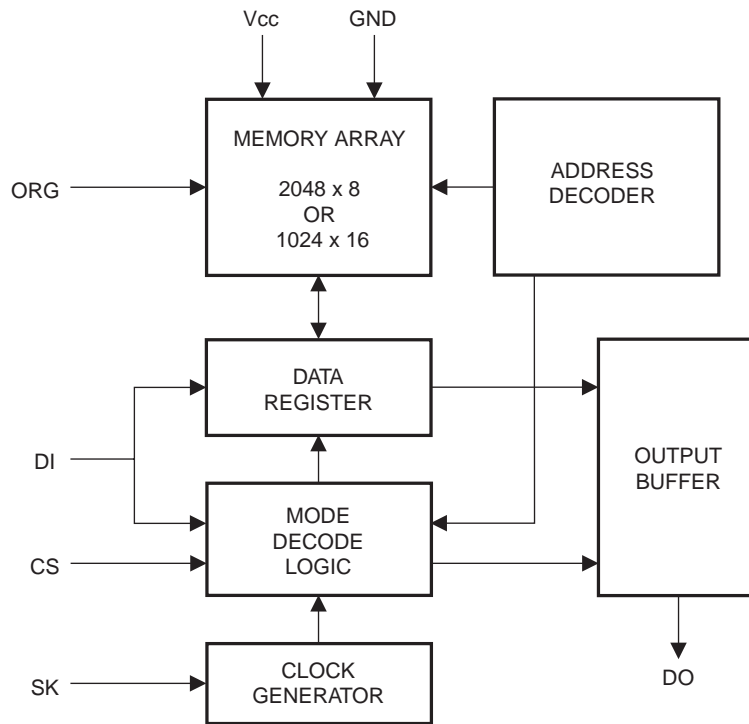 Vcc
GND
MEMORY ARRAY
2048 x 8
OR
1024 x 16
ADDRESS
DECODER
ORG
DATA
REGISTER
DI
OUTPUT
BUFFER
MODE
DECODE
LOGIC
CS
CLOCK
GENERATOR
SK
DO